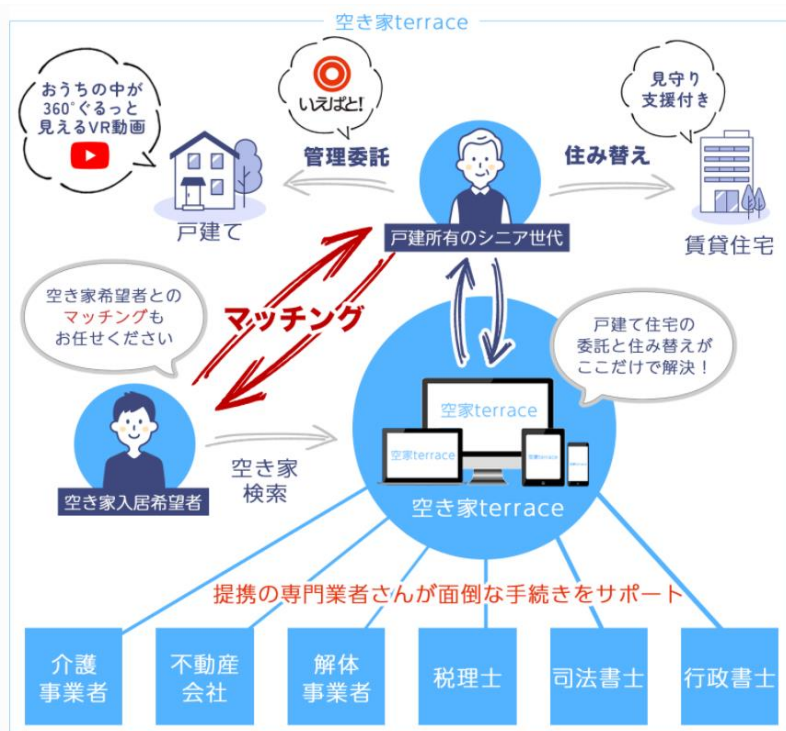 空き家terrace
おうちの中が
360°ぐるっと
見えるVR動画
いえぱと!
見守り
支援付き
管理委託
住み替え
戸建て
戸建所有のシニア世代
賃貸住宅
空き家希望者との
マッチングも
お任せください
マッチング
戸建て住宅の
委託と住み替えが
ここだけで解決!
空家terrace
空家terrace
空家terrace
空き家入居希望者
空き家
検索
空き家terrace
提携の専門業者さんが面倒な手続きをサポート
介護
事業者
不動産
会社
解体
事業者
税理士
司法書士
行政書士